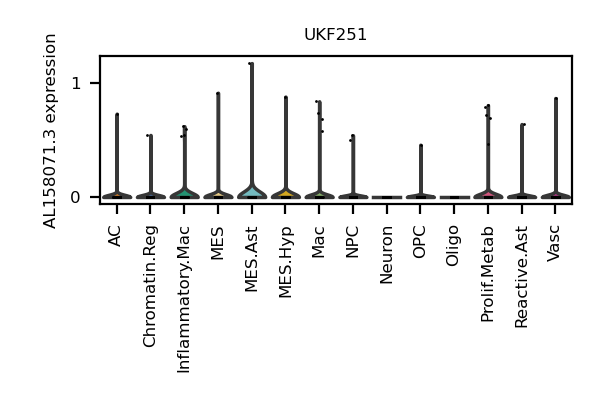 UKF251
AL158071.3 expression
1
0
AC
Chromatin.Reg
Inflammatory.Mac
MES
MES.Ast
MES.Hyp
Mac
NPC
Neuron
OPC
Oligo
Prolif.Metab
Reactive.Ast
Vasc